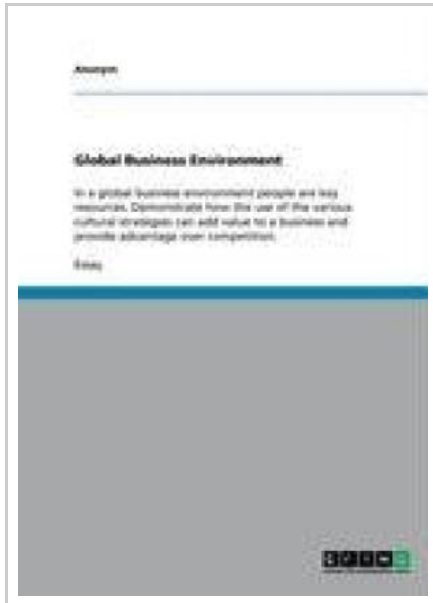 Anonym
Global Business Environment
In a global business environment people are key
resources. Demonstrate how the use of the various
cultural strategies can add value to a business and
provide advantage over competition.
Essay
GRIN